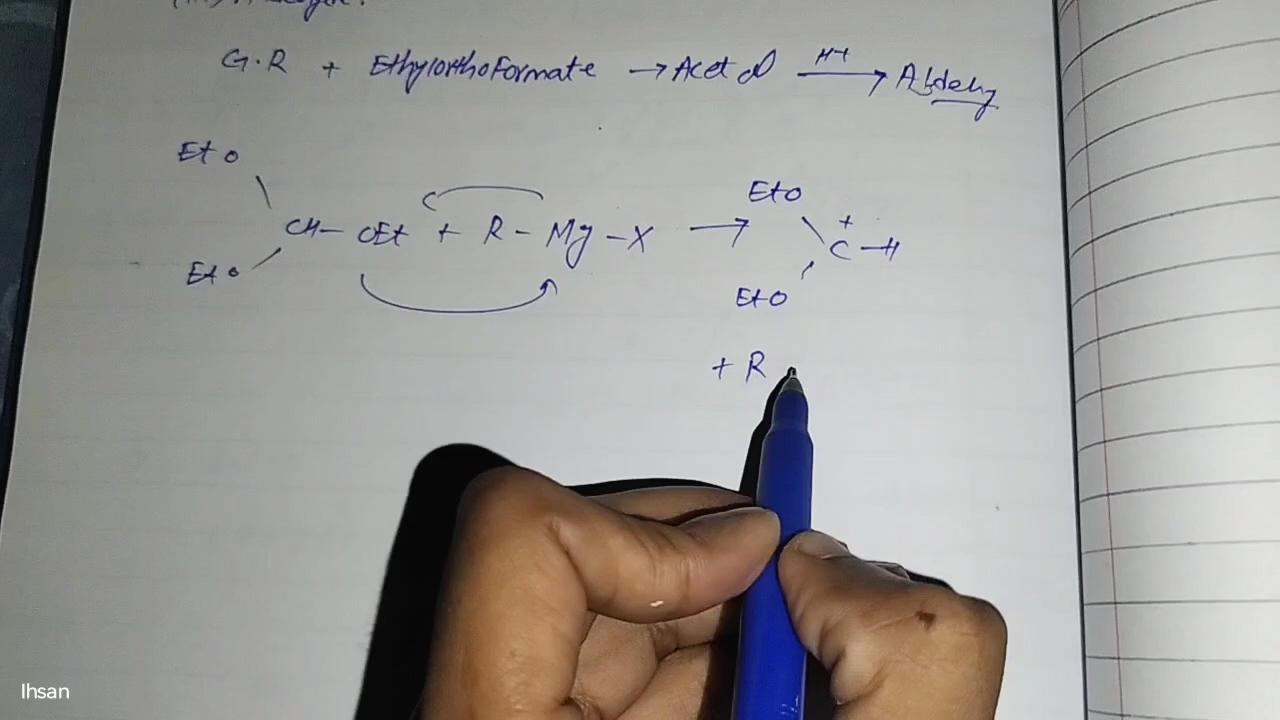 G.R + EthylorthoFormate → Acetal H+ → Aldehy
EtO
EtO
CH- OEt + R - Mg - X →
EtO
EtO
+
C - H
+ R
Ihsan